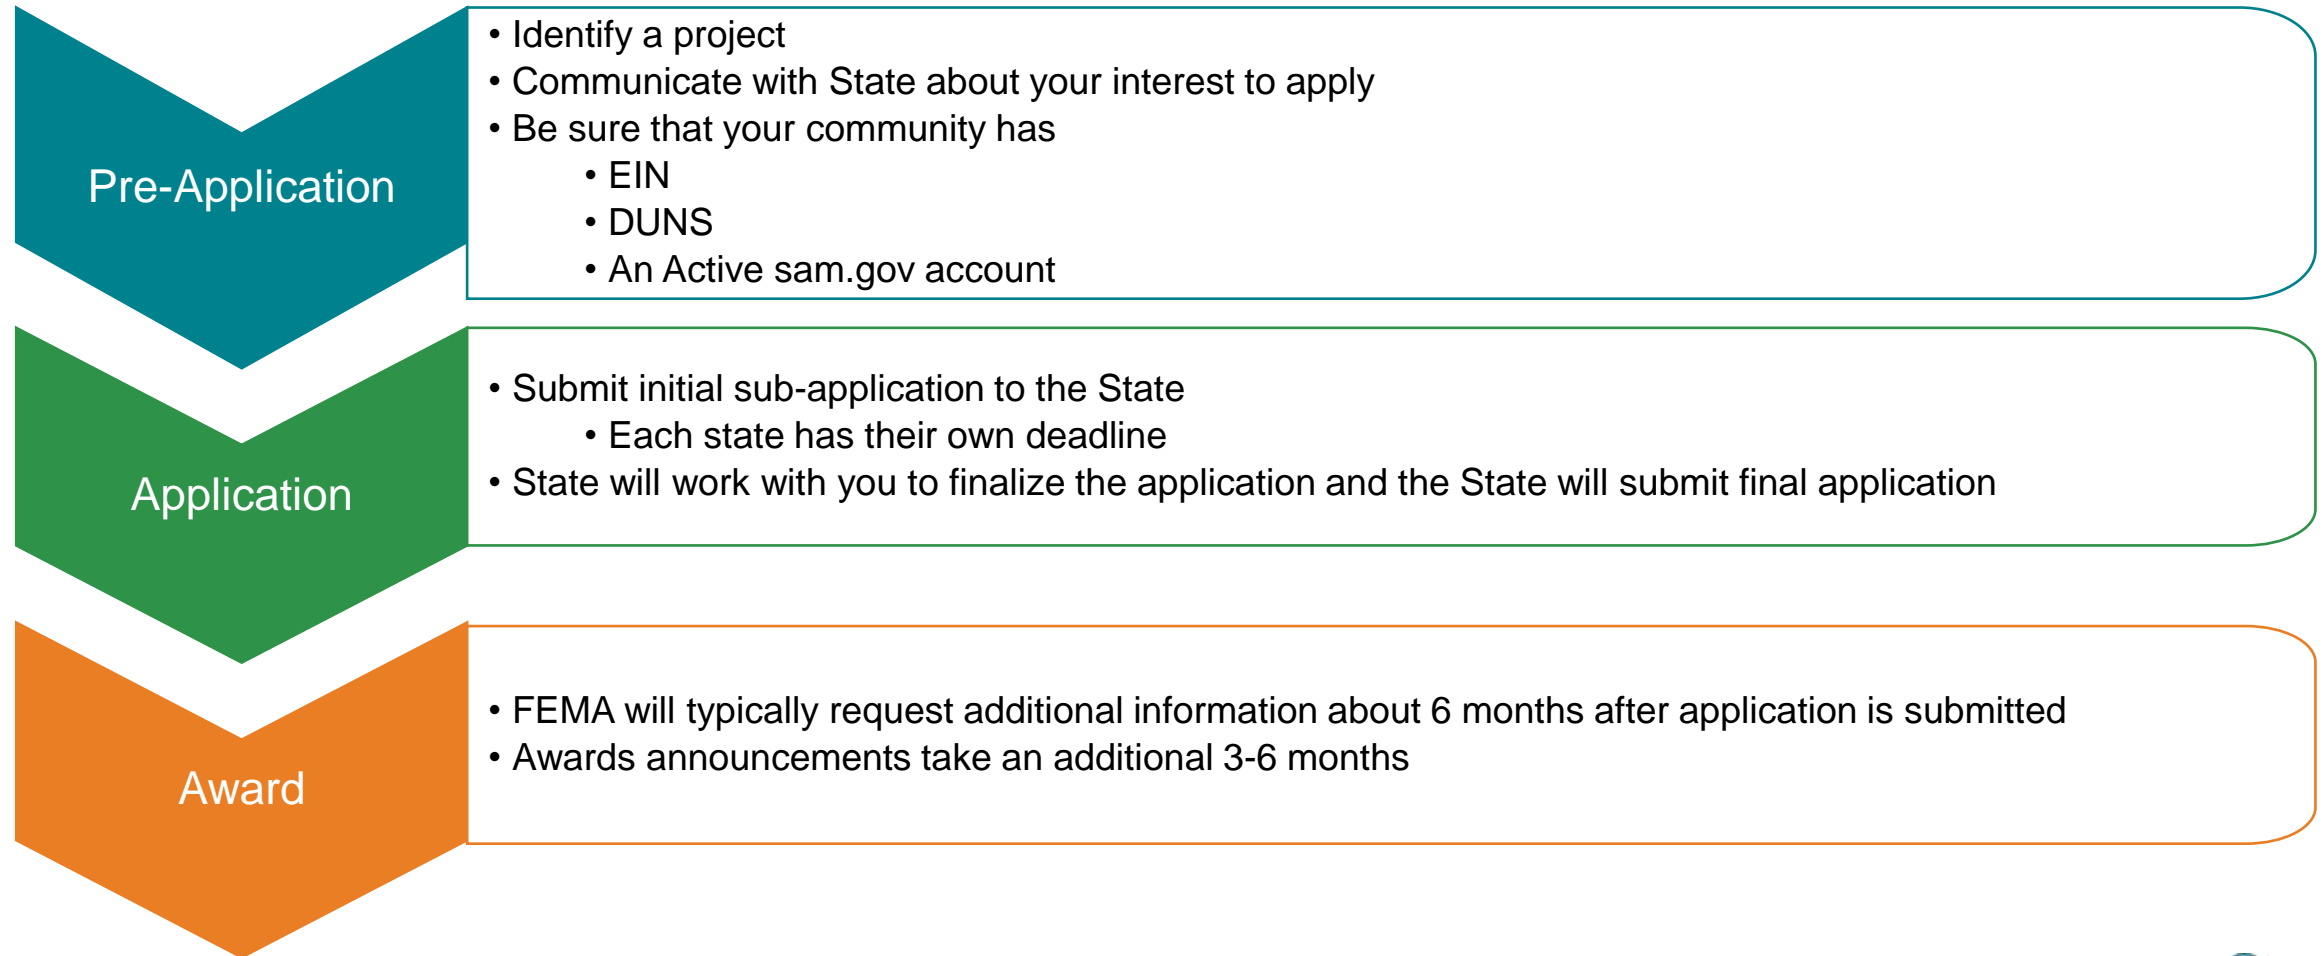 Pre-Application
• Identify a project
• Communicate with State about your interest to apply
• Be sure that your community has
• EIN
• DUNS
• An Active sam.gov account
Application
• Submit initial sub-application to the State
• Each state has their own deadline
• State will work with you to finalize the application and the State will submit final application
Award
• FEMA will typically request additional information about 6 months after application is submitted
• Awards announcements take an additional 3-6 months